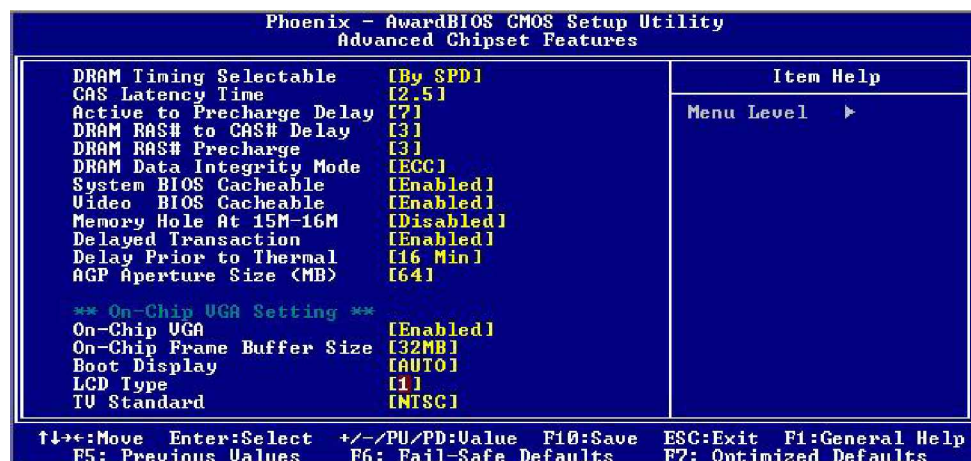 Phoenix - AwardBIOS CMOS Setup Utility
Advanced Chipset Features
DRAM Timing Selectable [By SPD]
CAS Latency Time [2.5]
Active to Precharge Delay [7]
DRAM RAS# to CAS# Delay [3]
DRAM RAS# Precharge [3]
DRAM Data Integrity Mode [ECC]
System BIOS Cacheable [Enabled]
Video BIOS Cacheable [Enabled]
Memory Hole At 15M-16M [Disabled]
Delayed Transaction [Enabled]
Delay Prior to Thermal [16 Min]
AGP Aperture Size (MB) [64]
** On-Chip VGA Setting **
On-Chip VGA [Enabled]
On-Chip Frame Buffer Size [32MB]
Boot Display [AUTO]
LCD Type [1]
TV Standard [NTSC]
Item Help
Menu Level ►
↑↓→←:Move Enter:Select +/-/PU/PD:Value F10:Save ESC:Exit F1:General Help
F5: Previous Values F6: Fail-Safe Defaults F7: Optimized Defaults